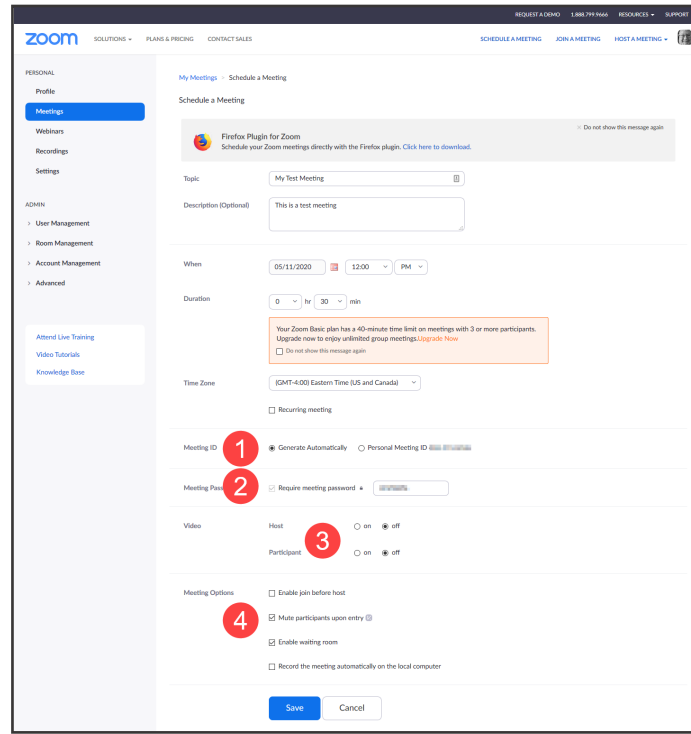 REQUEST A DEMO 1.888.799.9666 RESOURCES SUPPORT
zoom SOLUTIONS PLANS & PRICING CONTACT SALES SCHEDULE A MEETING JOIN A MEETING HOST A MEETING
PERSONAL
Profile
Meetings
Webinars
Recordings
Settings
ADMIN
> User Management
> Room Management
> Account Management
> Advanced
Attend Live Training
Video Tutorials
Knowledge Base
My Meetings > Schedule a Meeting
Schedule a Meeting
× Do not show this message again
Firefox Plugin for Zoom
Schedule your Zoom meetings directly with the Firefox plugin. Click here to download.
Topic My Test Meeting
Description (Optional) This is a test meeting
When 05/11/2020 12:00 PM
Duration 0 hr 30 min
Your Zoom Basic plan has a 40-minute time limit on meetings with 3 or more participants.
Upgrade now to enjoy unlimited group meetings.Upgrade Now
Do not show this message again
Time Zone (GMT-4:00) Eastern Time (US and Canada)
Recurring meeting
Meeting ID 1 Generate Automatically Personal Meeting ID
Meeting Pass 2 Require meeting password
Video Host on off
3
Participant on off
Meeting Options Enable join before host
4 Mute participants upon entry
Enable waiting room
Record the meeting automatically on the local computer
Save Cancel